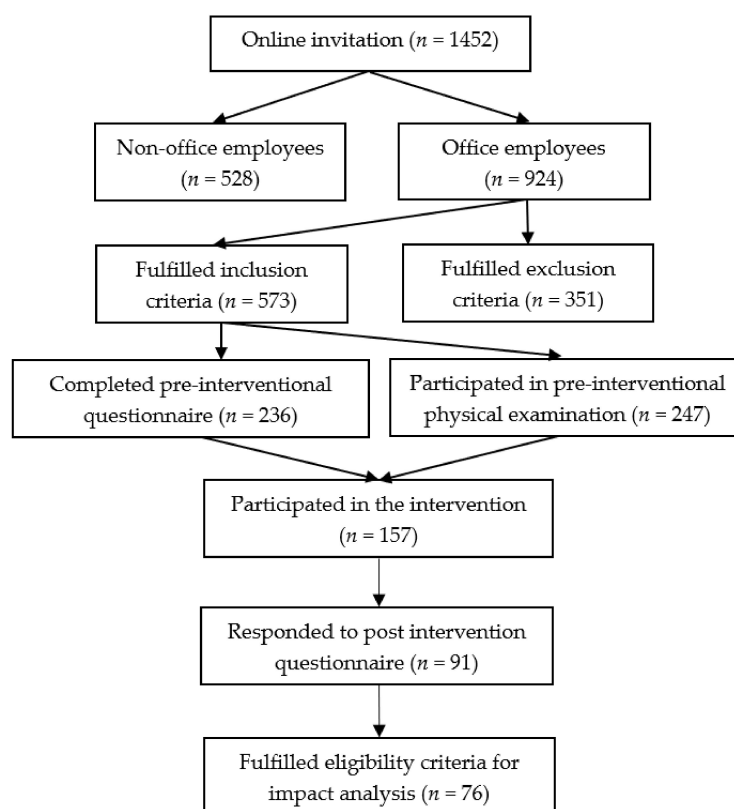 Online invitation (n = 1452)
Non-office employees
(n = 528)
Office employees
(n = 924)
Fulfilled inclusion
criteria (n = 573)
Fulfilled exclusion
criteria (n = 351)
Completed pre-interventional
questionnaire (n = 236)
Participated in pre-interventional
physical examination (n = 247)
Participated in the intervention
(n = 157)
Responded to post intervention
questionnaire (n = 91)
Fulfilled eligibility criteria for
impact analysis (n = 76)